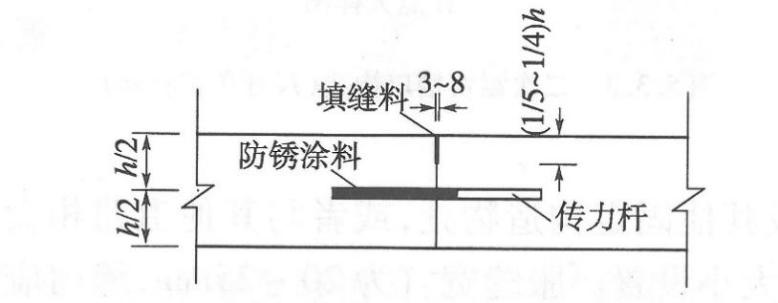 (1/5~1/4)h
3~8
填缝料
h/2
防锈涂料
h/2
传力杆